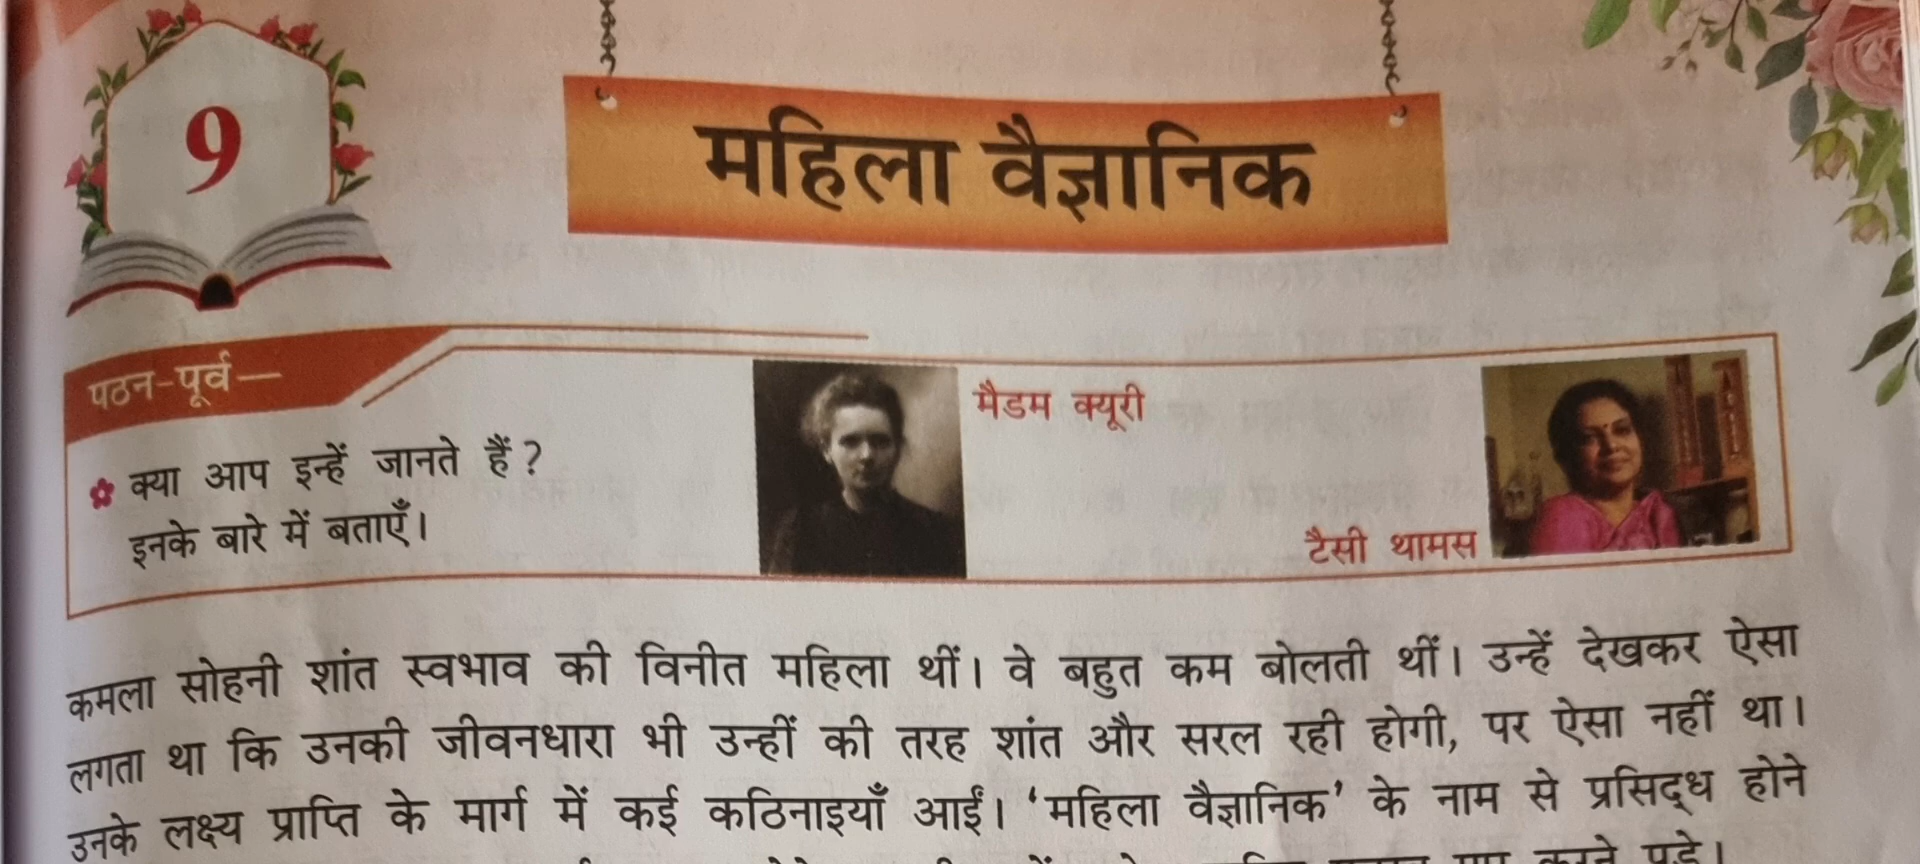 9
महिला वैज्ञानिक
पठन-पूर्व—
क्या आप इन्हें जानते हैं?
इनके बारे में बताएँ।
मैडम क्यूरी
टैसी थामस
कमला सोहनी शांत स्वभाव की विनीत महिला थीं। वे बहुत कम बोलती थीं। उन्हें देखकर ऐसा
लगता था कि उनकी जीवनधारा भी उन्हीं की तरह शांत और सरल रही होगी, पर ऐसा नहीं था।
उनके लक्ष्य प्राप्ति के मार्ग में कई कठिनाइयाँ आईं। ‘महिला वैज्ञानिक’ के नाम से प्रसिद्ध होने
करने पड़े।